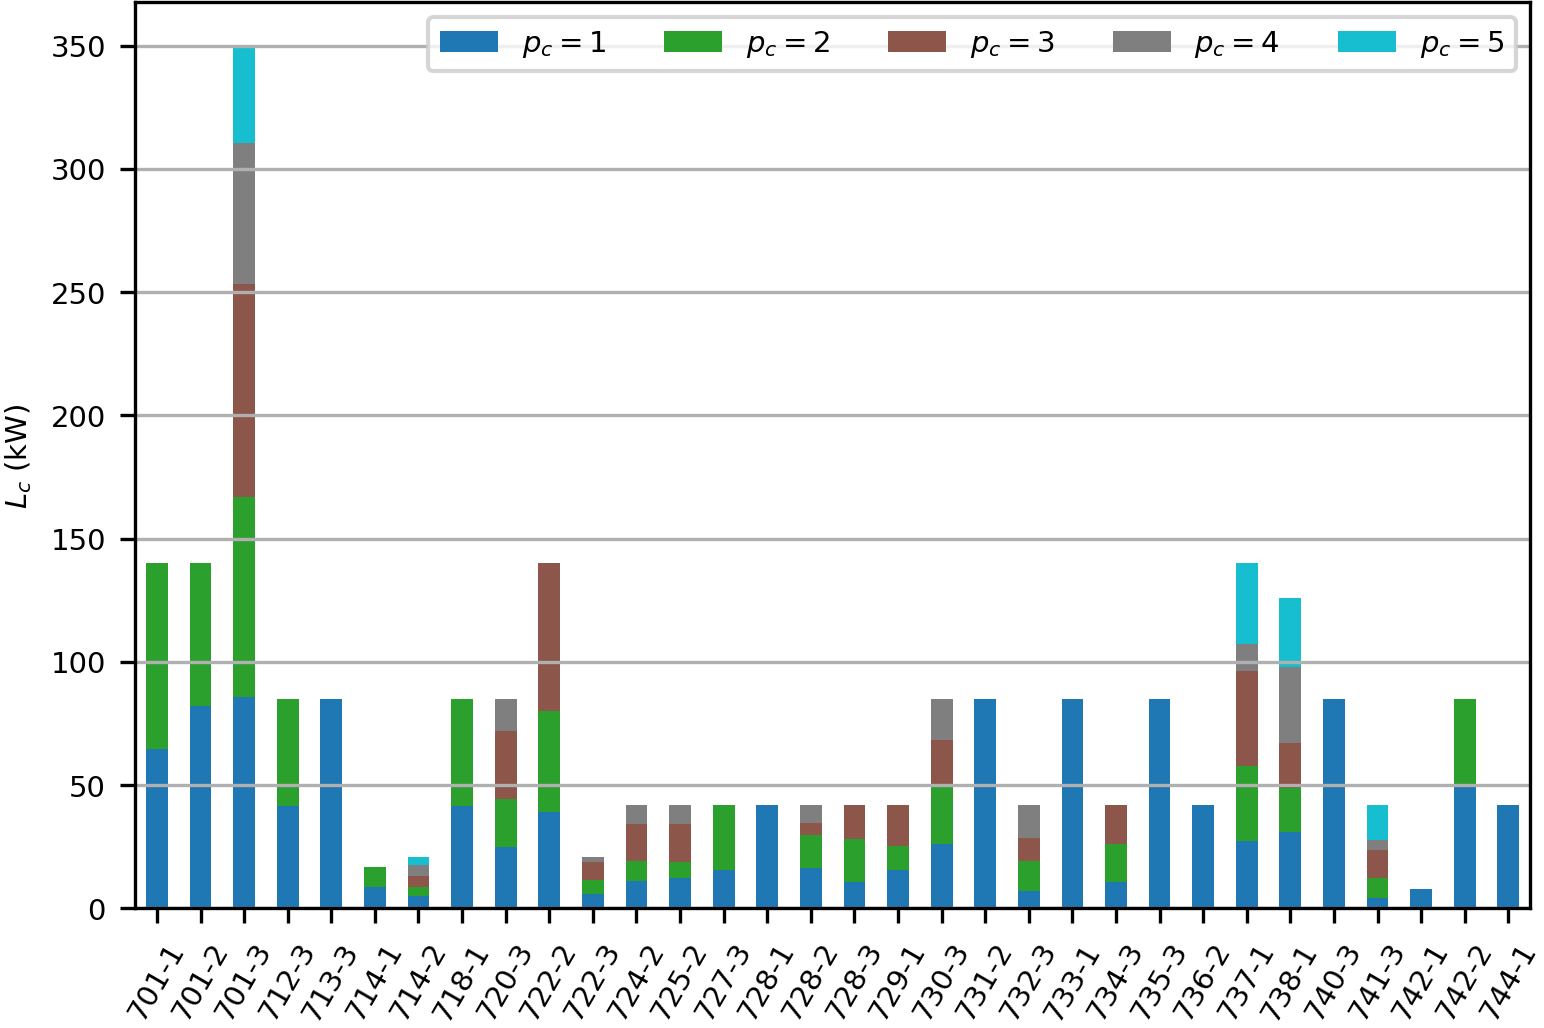 p_c = 1 p_c = 2 p_c = 3 p_c = 4 p_c = 5
350
300
250
200
150
100
50
0
L_c (kW)
701-1 701-2 701-3 712-3 713-3 714-1 714-2 718-1 720-3 722-2 722-3 724-2 725-2 727-3 728-1 728-2 728-3 729-1 730-3 731-2 732-3 733-1 734-3 735-3 736-2 737-1 738-1 740-3 741-3 742-1 742-2 744-1